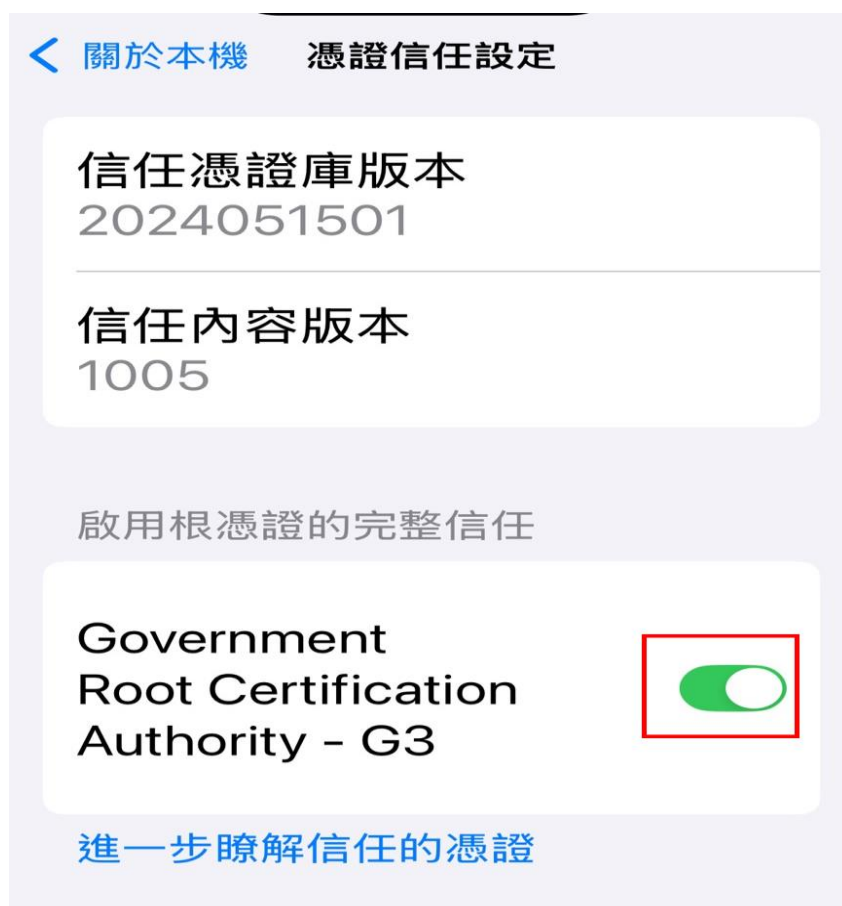 關於本機 憑證信任設定
信任憑證庫版本
2024051501
信任內容版本
1005
啟用根憑證的完整信任
Government
Root Certification
Authority – G3
進一步瞭解信任的憑證